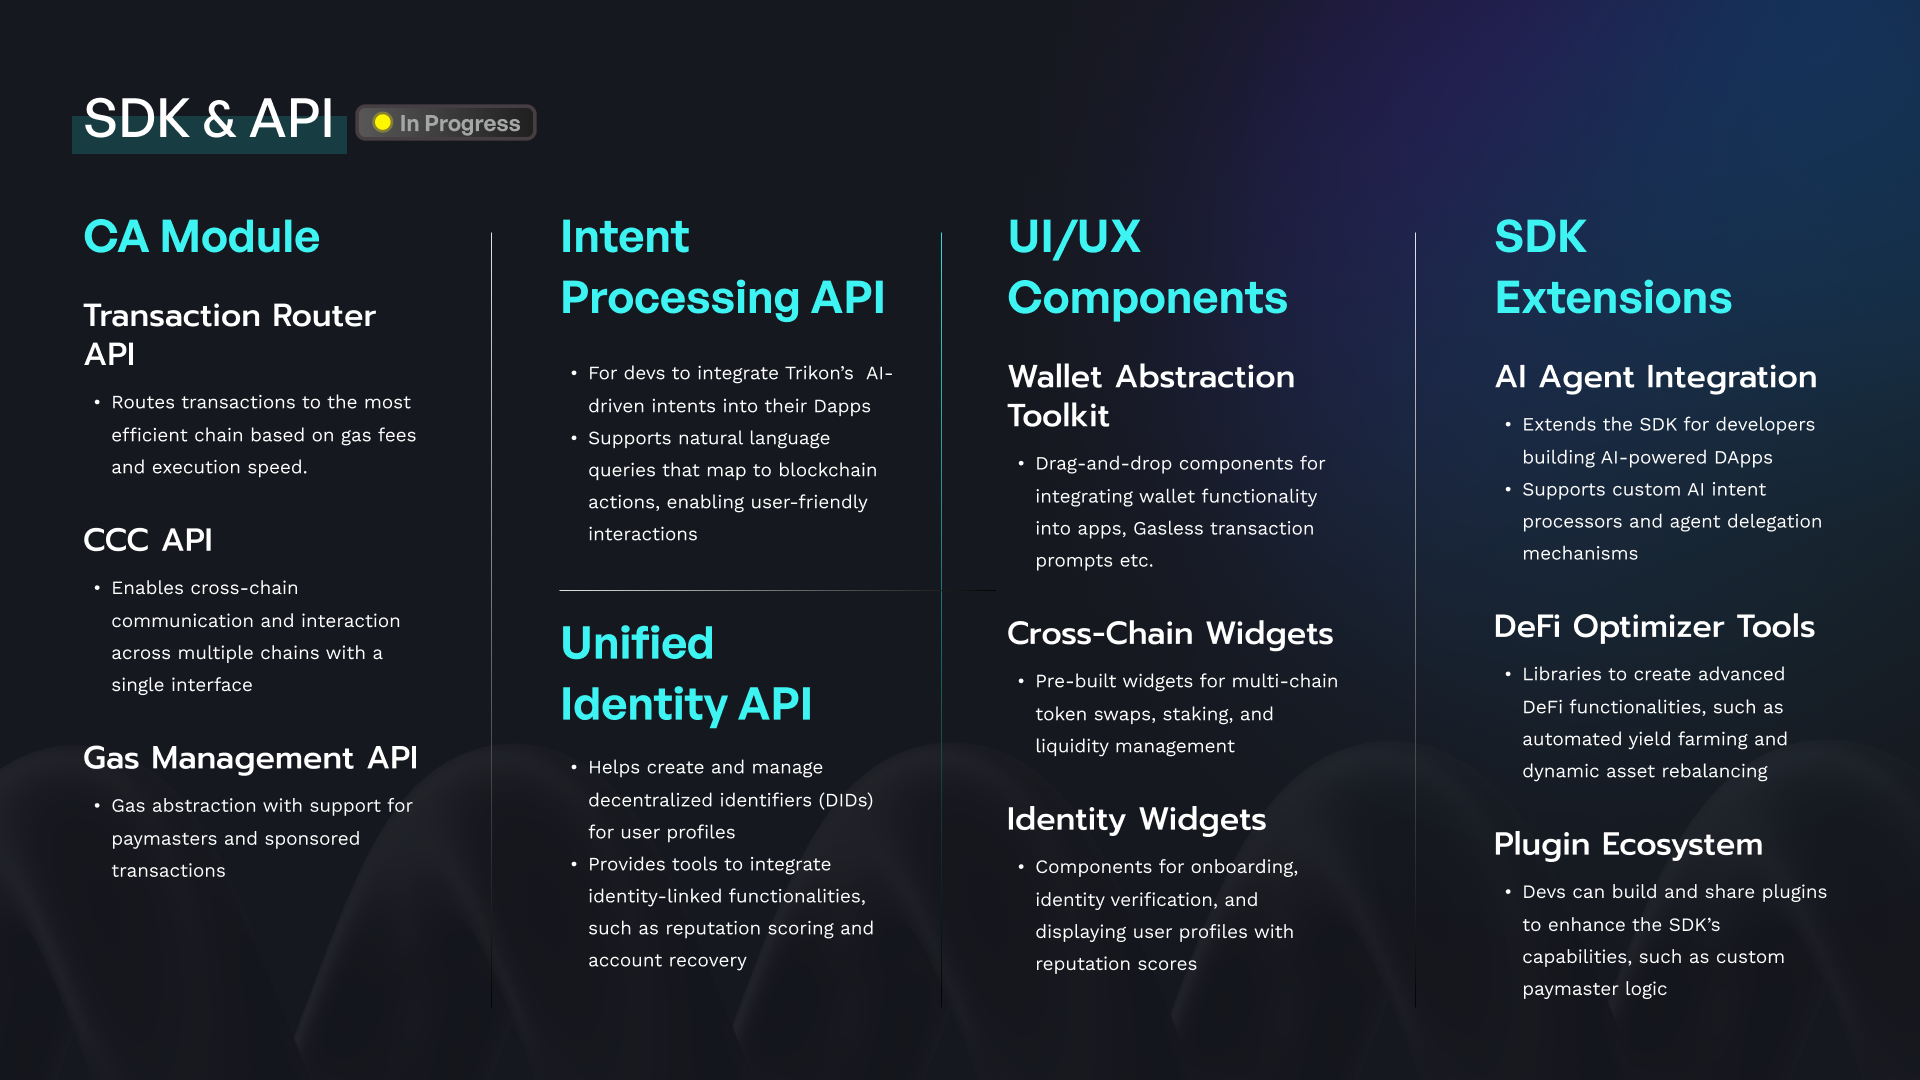 SDK & API
In Progress
CA Module
Transaction Router
API
• Routes transactions to the most
efficient chain based on gas fees
and execution speed.
CCC API
• Enables cross-chain
communication and interaction
across multiple chains with a
single interface
Gas Management API
• Gas abstraction with support for
paymasters and sponsored
transactions
Intent
Processing API
• For devs to integrate Trikon’s  AI-
driven intents into their Dapps
• Supports natural language
queries that map to blockchain
actions, enabling user-friendly
interactions
Unified
Identity API
• Helps create and manage
decentralized identifiers (DIDs)
for user profiles
• Provides tools to integrate
identity-linked functionalities,
such as reputation scoring and
account recovery
UI/UX
Components
Wallet Abstraction
Toolkit
• Drag-and-drop components for
integrating wallet functionality
into apps, Gasless transaction
prompts etc.
Cross-Chain Widgets
• Pre-built widgets for multi-chain
token swaps, staking, and
liquidity management
Identity Widgets
• Components for onboarding,
identity verification, and
displaying user profiles with
reputation scores
SDK
Extensions
AI Agent Integration
• Extends the SDK for developers
building AI-powered DApps
• Supports custom AI intent
processors and agent delegation
mechanisms
DeFi Optimizer Tools
• Libraries to create advanced
DeFi functionalities, such as
automated yield farming and
dynamic asset rebalancing
Plugin Ecosystem
• Devs can build and share plugins
to enhance the SDK’s
capabilities, such as custom
paymaster logic